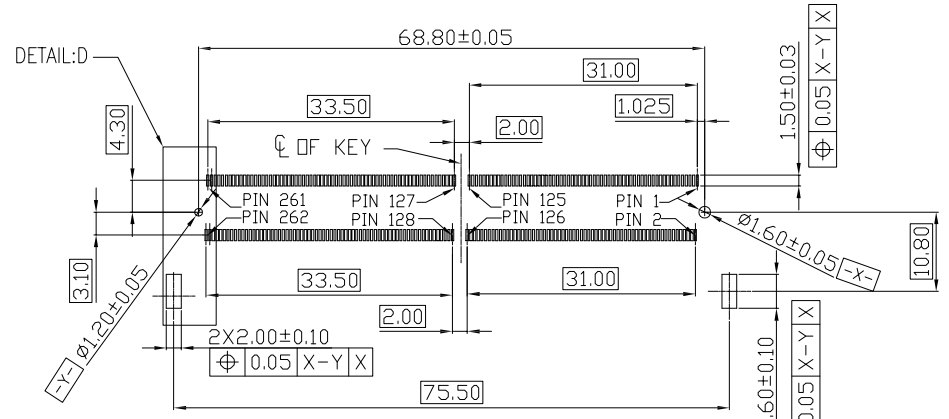 68.80±0.05
DETAIL:D
31.00
33.50
1.025
4.30
2.00
1.50±0.03
⌖ 0.05 X-Y X
℄ OF KEY
PIN 261
PIN 127
PIN 125
PIN 1
PIN 262
PIN 128
PIN 126
PIN 2
3.10
Ø1.60±0.05 -X-
10.80
-Y- Ø1.20±0.05
33.50
31.00
2.00
2X2.00±0.10
⌖ 0.05 X-Y X
75.50
.60±0.10
0.05 X-Y X